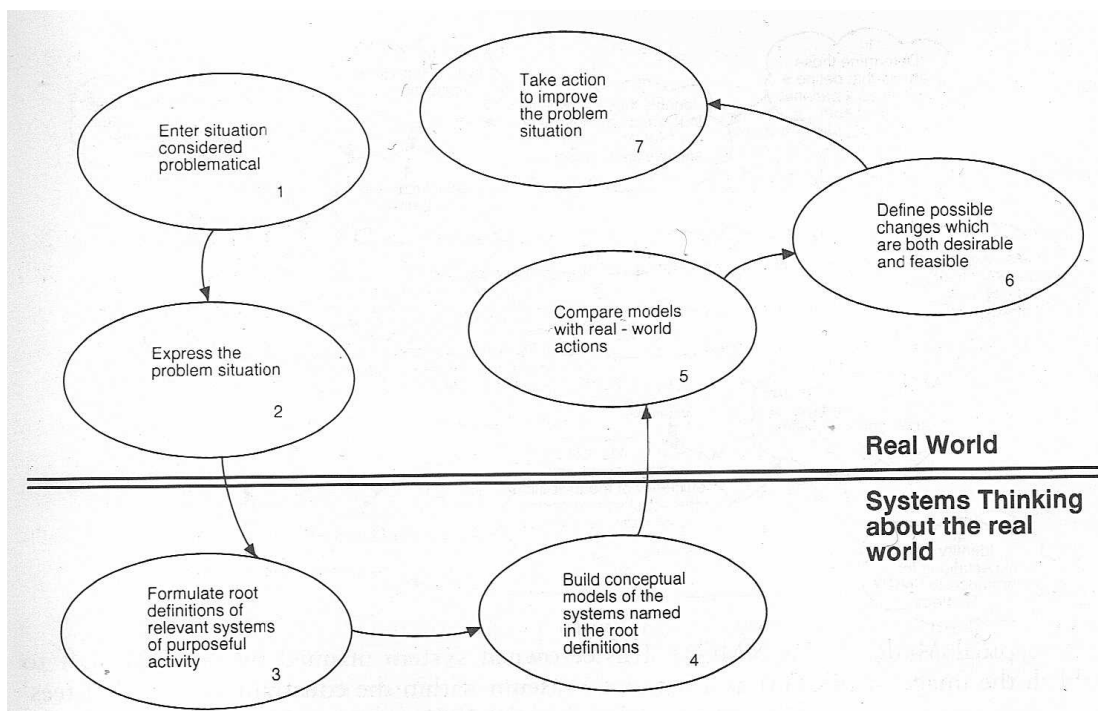 Enter situation
considered
problematical
1
Express the
problem situation
2
Formulate root
definitions of
relevant systems
of purposeful
activity
3
Build conceptual
models of the
systems named
in the root
definitions
4
Compare models
with real - world
actions
5
Define possible
changes which
are both desirable
and feasible
6
Take action
to improve
the problem
situation
7
Real World
Systems Thinking
about the real
world